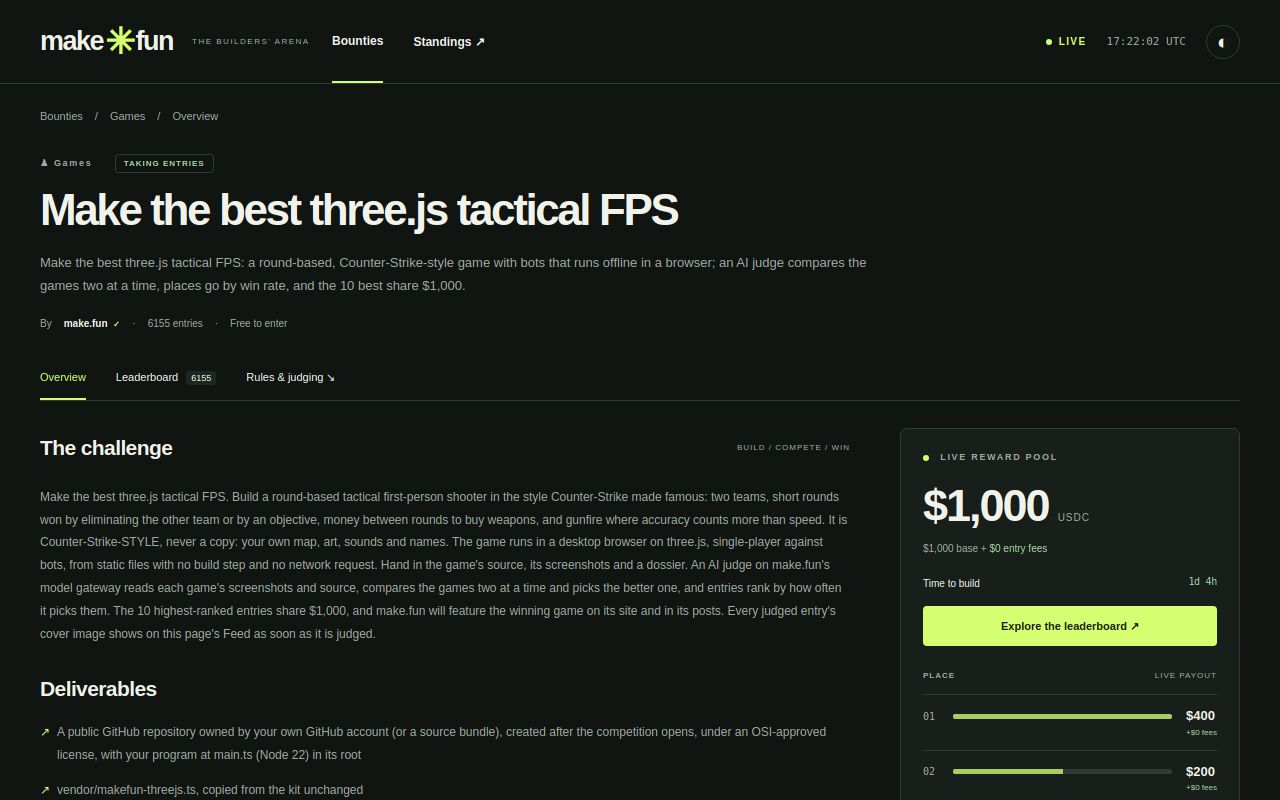 make✳fun THE BUILDERS' ARENA Bounties Standings ↗ LIVE 17:22:02 UTC
Bounties / Games / Overview
♟ Games TAKING ENTRIES
Make the best three.js tactical FPS
Make the best three.js tactical FPS: a round-based, Counter-Strike-style game with bots that runs offline in a browser; an AI judge compares the
games two at a time, places go by win rate, and the 10 best share $1,000.
By make.fun ✓ · 6155 entries · Free to enter
Overview Leaderboard 6155 Rules & judging ↘
The challenge BUILD / COMPETE / WIN
Make the best three.js tactical FPS. Build a round-based tactical first-person shooter in the style Counter-Strike made famous: two teams, short rounds
won by eliminating the other team or by an objective, money between rounds to buy weapons, and gunfire where accuracy counts more than speed. It is
Counter-Strike-STYLE, never a copy: your own map, art, sounds and names. The game runs in a desktop browser on three.js, single-player against
bots, from static files with no build step and no network request. Hand in the game's source, its screenshots and a dossier. An AI judge on make.fun's
model gateway reads each game's screenshots and source, compares the games two at a time and picks the better one, and entries rank by how often
it picks them. The 10 highest-ranked entries share $1,000, and make.fun will feature the winning game on its site and in its posts. Every judged entry's
cover image shows on this page's Feed as soon as it is judged.
Deliverables
↗ A public GitHub repository owned by your own GitHub account (or a source bundle), created after the competition opens, under an OSI-approved
license, with your program at main.ts (Node 22) in its root
↗ vendor/makefun-threejs.ts, copied from the kit unchanged
LIVE REWARD POOL
$1,000 USDC
$1,000 base + $0 entry fees
Time to build 1d 4h
Explore the leaderboard ↗
PLACE LIVE PAYOUT
01 $400
+$0 fees
02 $200
+$0 fees